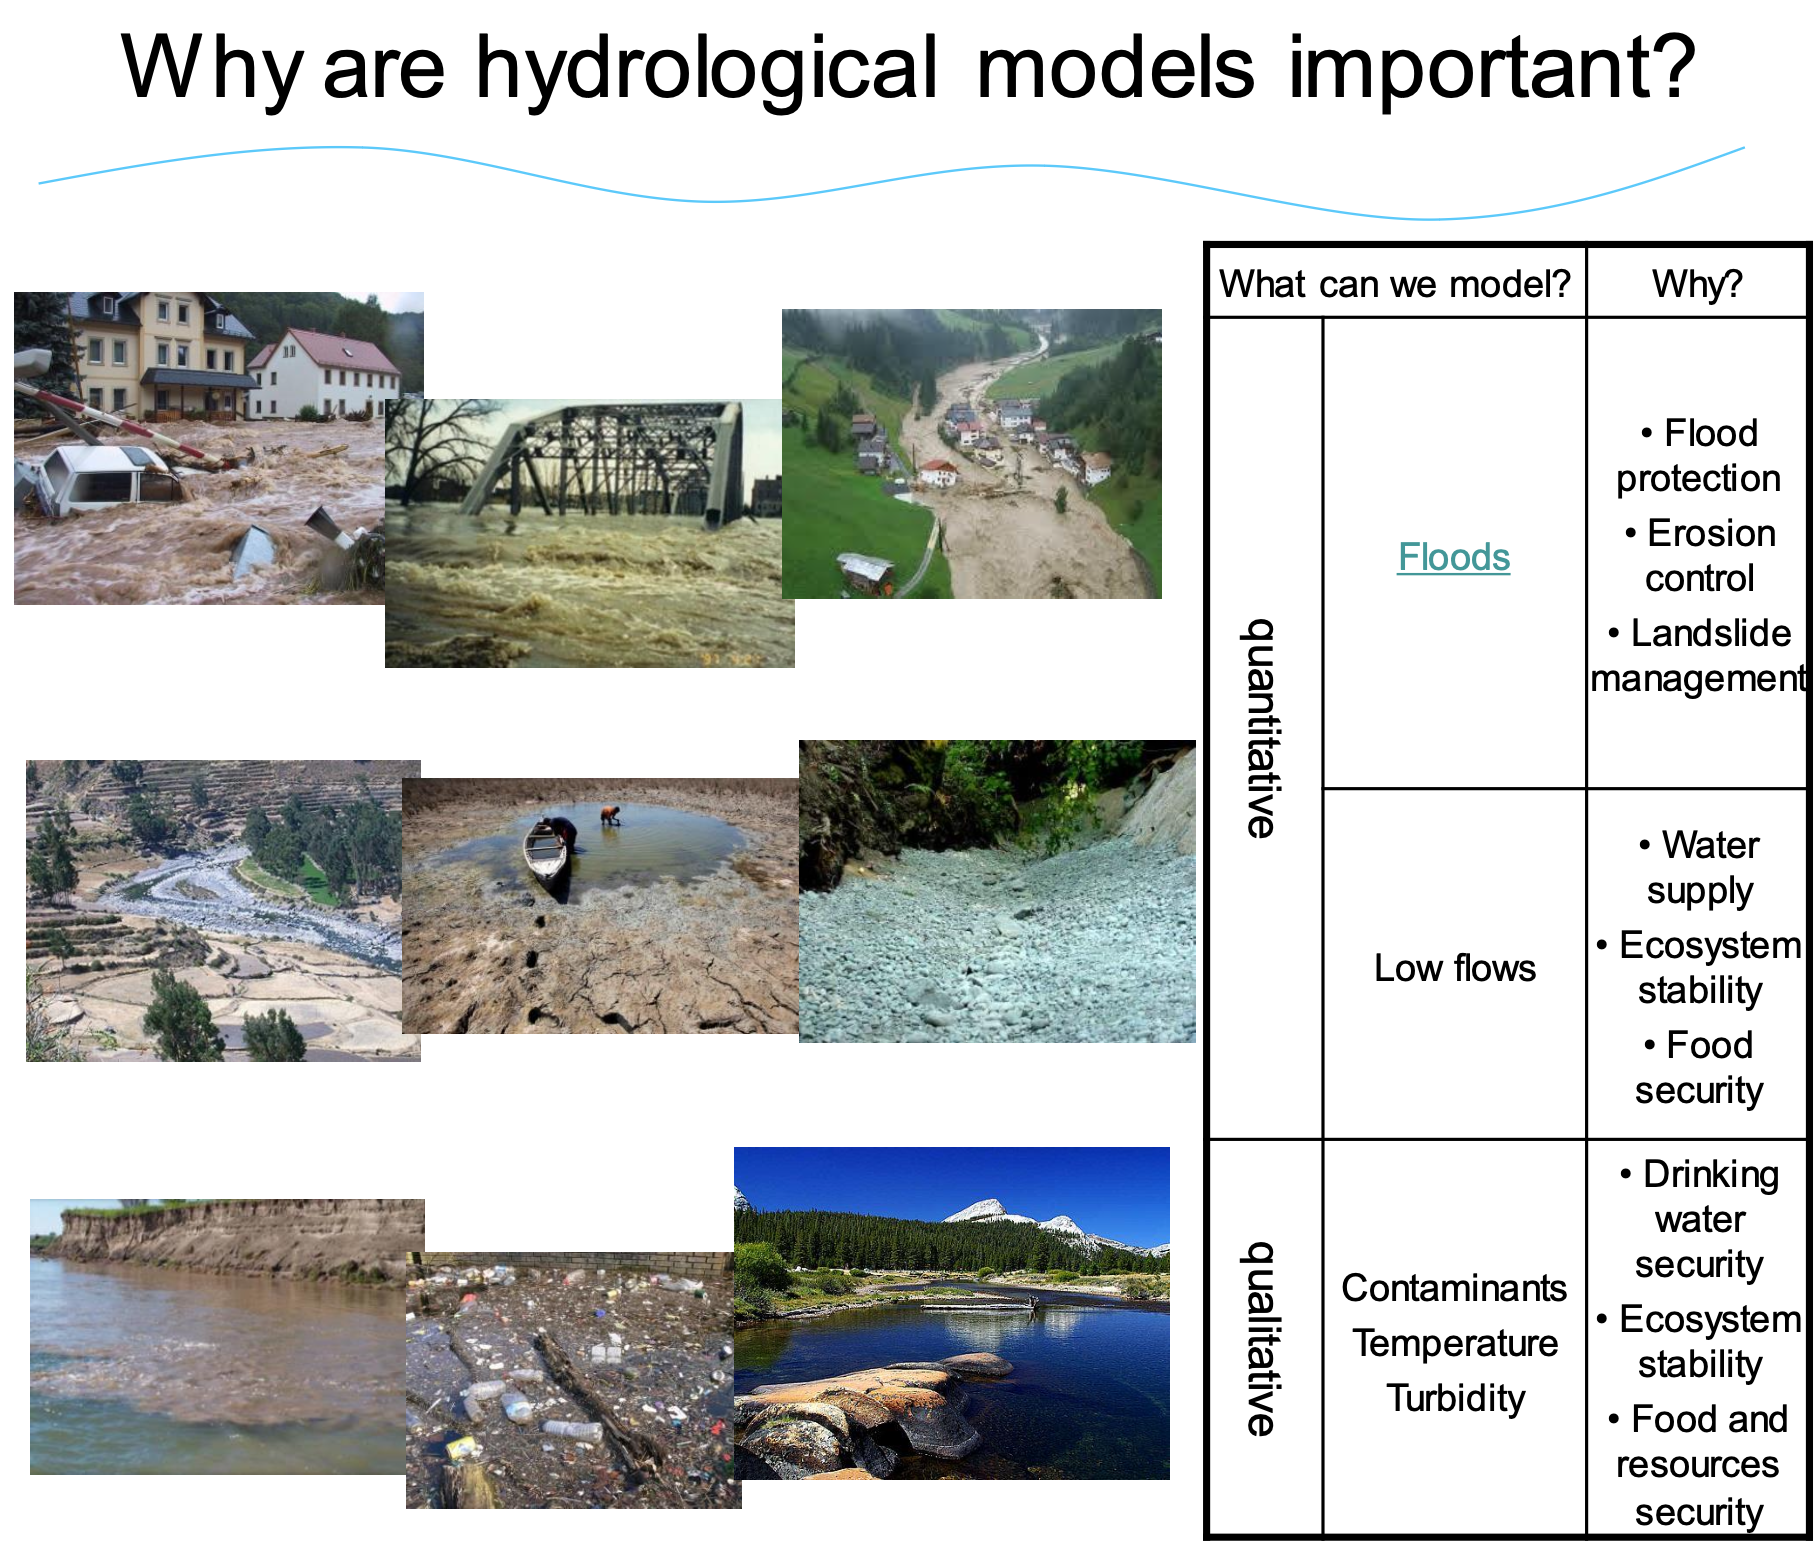 Why are hydrological models important?
What can we model?
Why?
quantitative
Floods
• Flood
protection
• Erosion
control
• Landslide
management
Low flows
• Water
supply
• Ecosystem
stability
• Food
security
qualitative
Contaminants
Temperature
Turbidity
• Drinking
water
security
• Ecosystem
stability
• Food and
resources
security